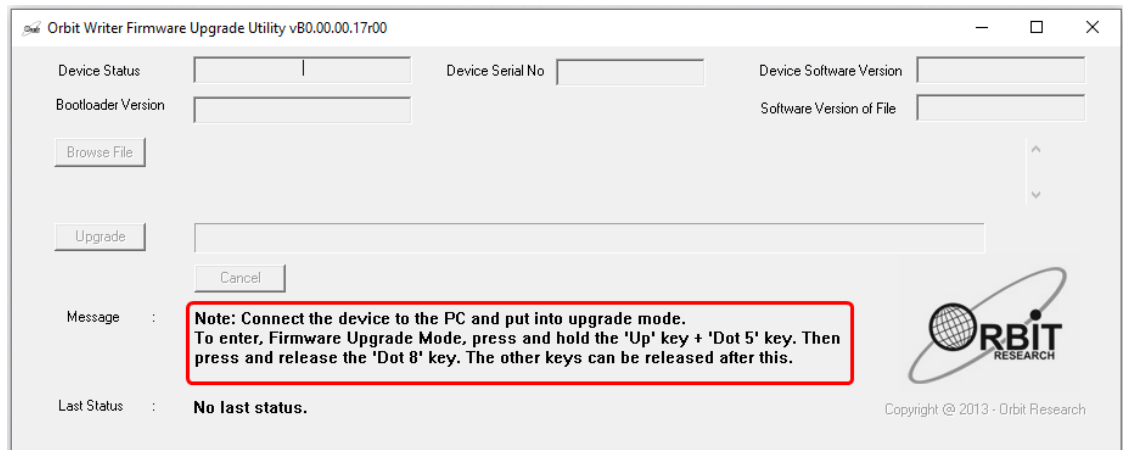 Orbit Writer Firmware Upgrade Utility vB0.00.00.17r00
Device Status
Device Serial No
Device Software Version
Bootloader Version
Software Version of File
Browse File
Upgrade
Cancel
Message :
Note: Connect the device to the PC and put into upgrade mode.
To enter, Firmware Upgrade Mode, press and hold the 'Up' key + 'Dot 5' key. Then
press and release the 'Dot 8' key. The other keys can be released after this.
ORBIT
RESEARCH
Last Status :
No last status.
Copyright @ 2013 - Orbit Research